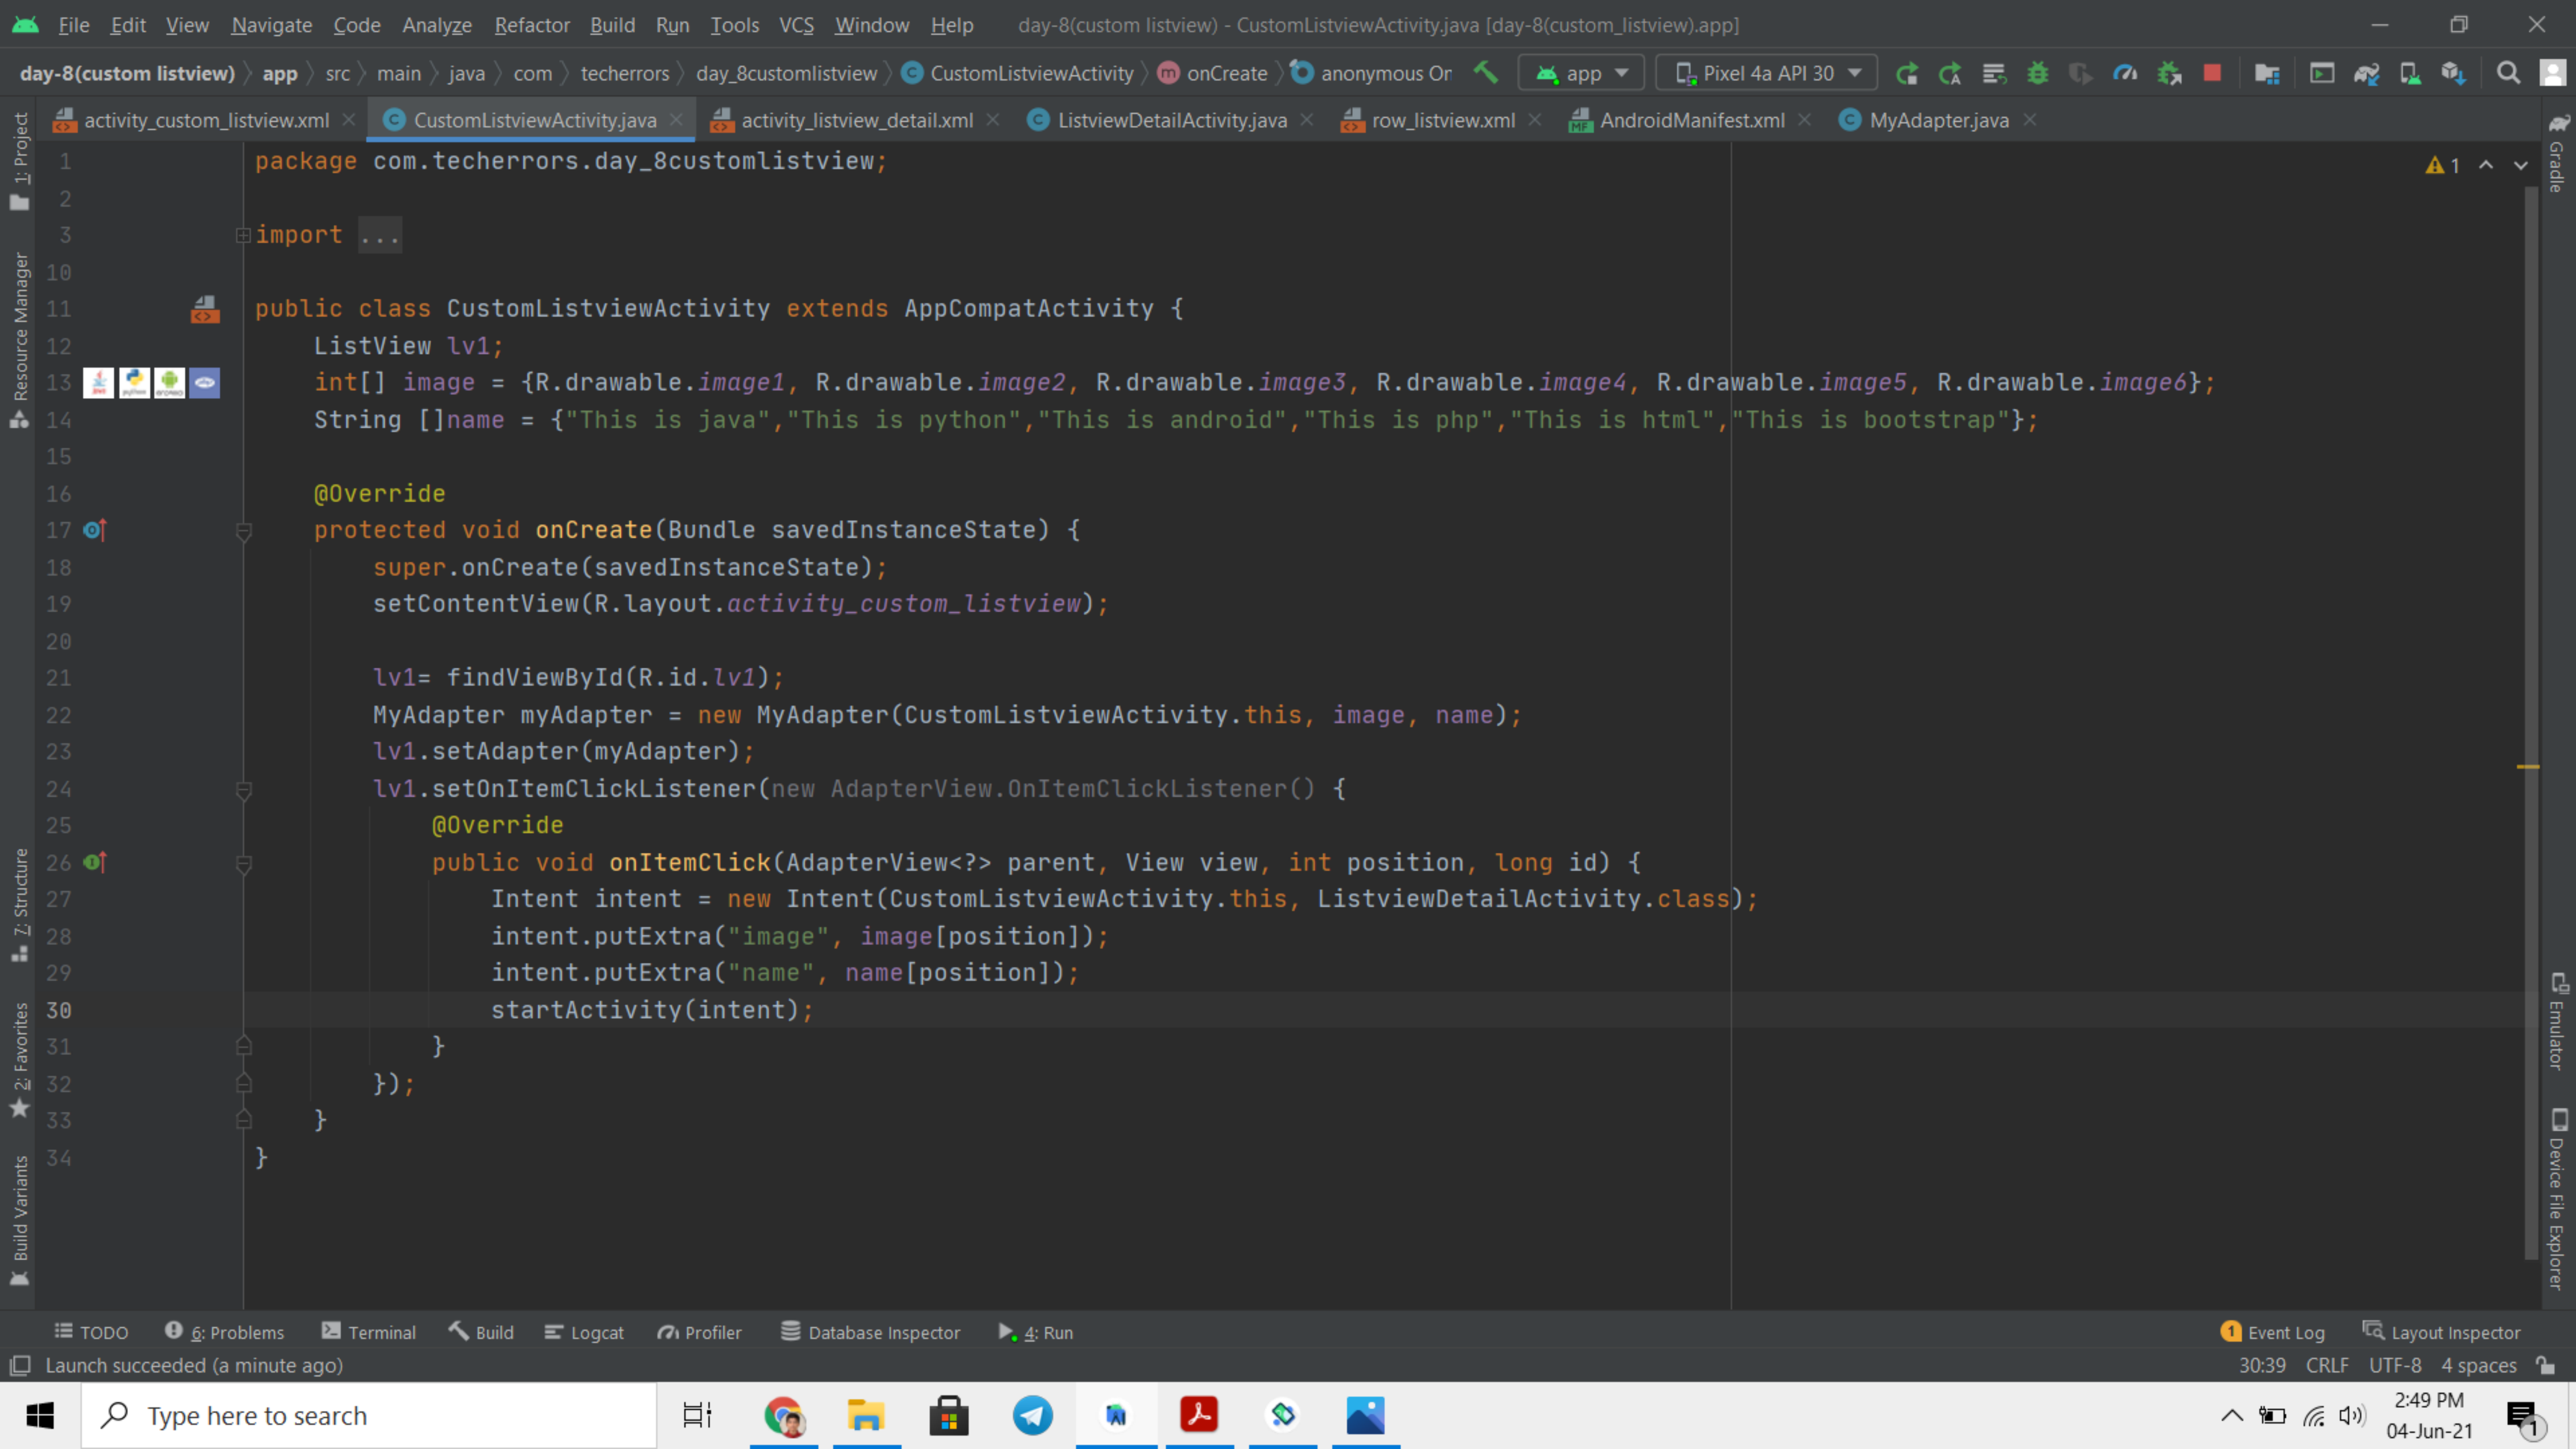 File Edit View Navigate Code Analyze Refactor Build Run Tools VCS Window Help day-8(custom listview) - CustomListviewActivity.java [day-8(custom_listview).app]
day-8(custom listview) app src main java com techerrors day_8customlistview CustomListviewActivity onCreate anonymous Or app Pixel 4a API 30
activity_custom_listview.xml CustomListviewActivity.java activity_listview_detail.xml ListviewDetailActivity.java row_listview.xml AndroidManifest.xml MyAdapter.java
1: Project
Resource Manager
7: Structure
2: Favorites
Build Variants
1 package com.techerrors.day_8customlistview;
2
3 import ...
10
11 public class CustomListviewActivity extends AppCompatActivity {
12 ListView lv1;
13 int[] image = {R.drawable.image1, R.drawable.image2, R.drawable.image3, R.drawable.image4, R.drawable.image5, R.drawable.image6};
14 String []name = {"This is java","This is python","This is android","This is php","This is html","This is bootstrap"};
15
16 @Override
17 protected void onCreate(Bundle savedInstanceState) {
18 super.onCreate(savedInstanceState);
19 setContentView(R.layout.activity_custom_listview);
20
21 lv1= findViewById(R.id.lv1);
22 MyAdapter myAdapter = new MyAdapter(CustomListviewActivity.this, image, name);
23 lv1.setAdapter(myAdapter);
24 lv1.setOnItemClickListener(new AdapterView.OnItemClickListener() {
25 @Override
26 public void onItemClick(AdapterView<?> parent, View view, int position, long id) {
27 Intent intent = new Intent(CustomListviewActivity.this, ListviewDetailActivity.class);
28 intent.putExtra("image", image[position]);
29 intent.putExtra("name", name[position]);
30 startActivity(intent);
31 }
32 });
33 }
34 }
1
Gradle
Emulator
Device File Explorer
TODO 6: Problems Terminal Build Logcat Profiler Database Inspector 4: Run 1 Event Log Layout Inspector
Launch succeeded (a minute ago) 30:39 CRLF UTF-8 4 spaces
Type here to search
2:49 PM
04-Jun-21
1